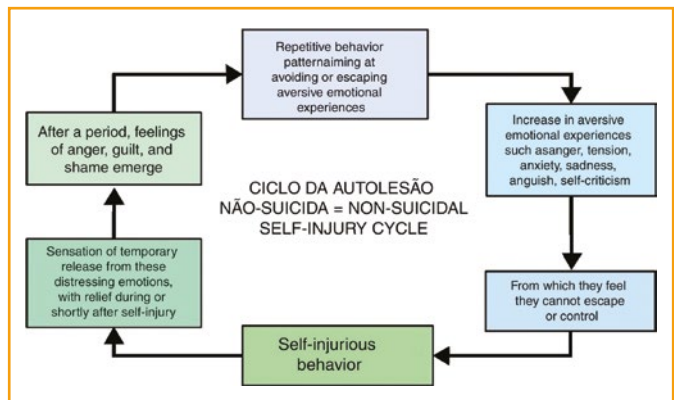 Repetitive behavior
patternaiming at
avoiding or escaping
aversive emotional
experiences
Increase in aversive
emotional experiences
such asanger, tension,
anxiety, sadness,
anguish, self-criticism
From which they feel
they cannot escape
or control
Self-injurious
behavior
Sensation of temporary
release from these
distressing emotions,
with relief during or
shortly after self-injury
After a period, feelings
of anger, guilt, and
shame emerge
CICLO DA AUTOLESÃO
NÃO-SUICIDA = NON-SUICIDAL
SELF-INJURY CYCLE